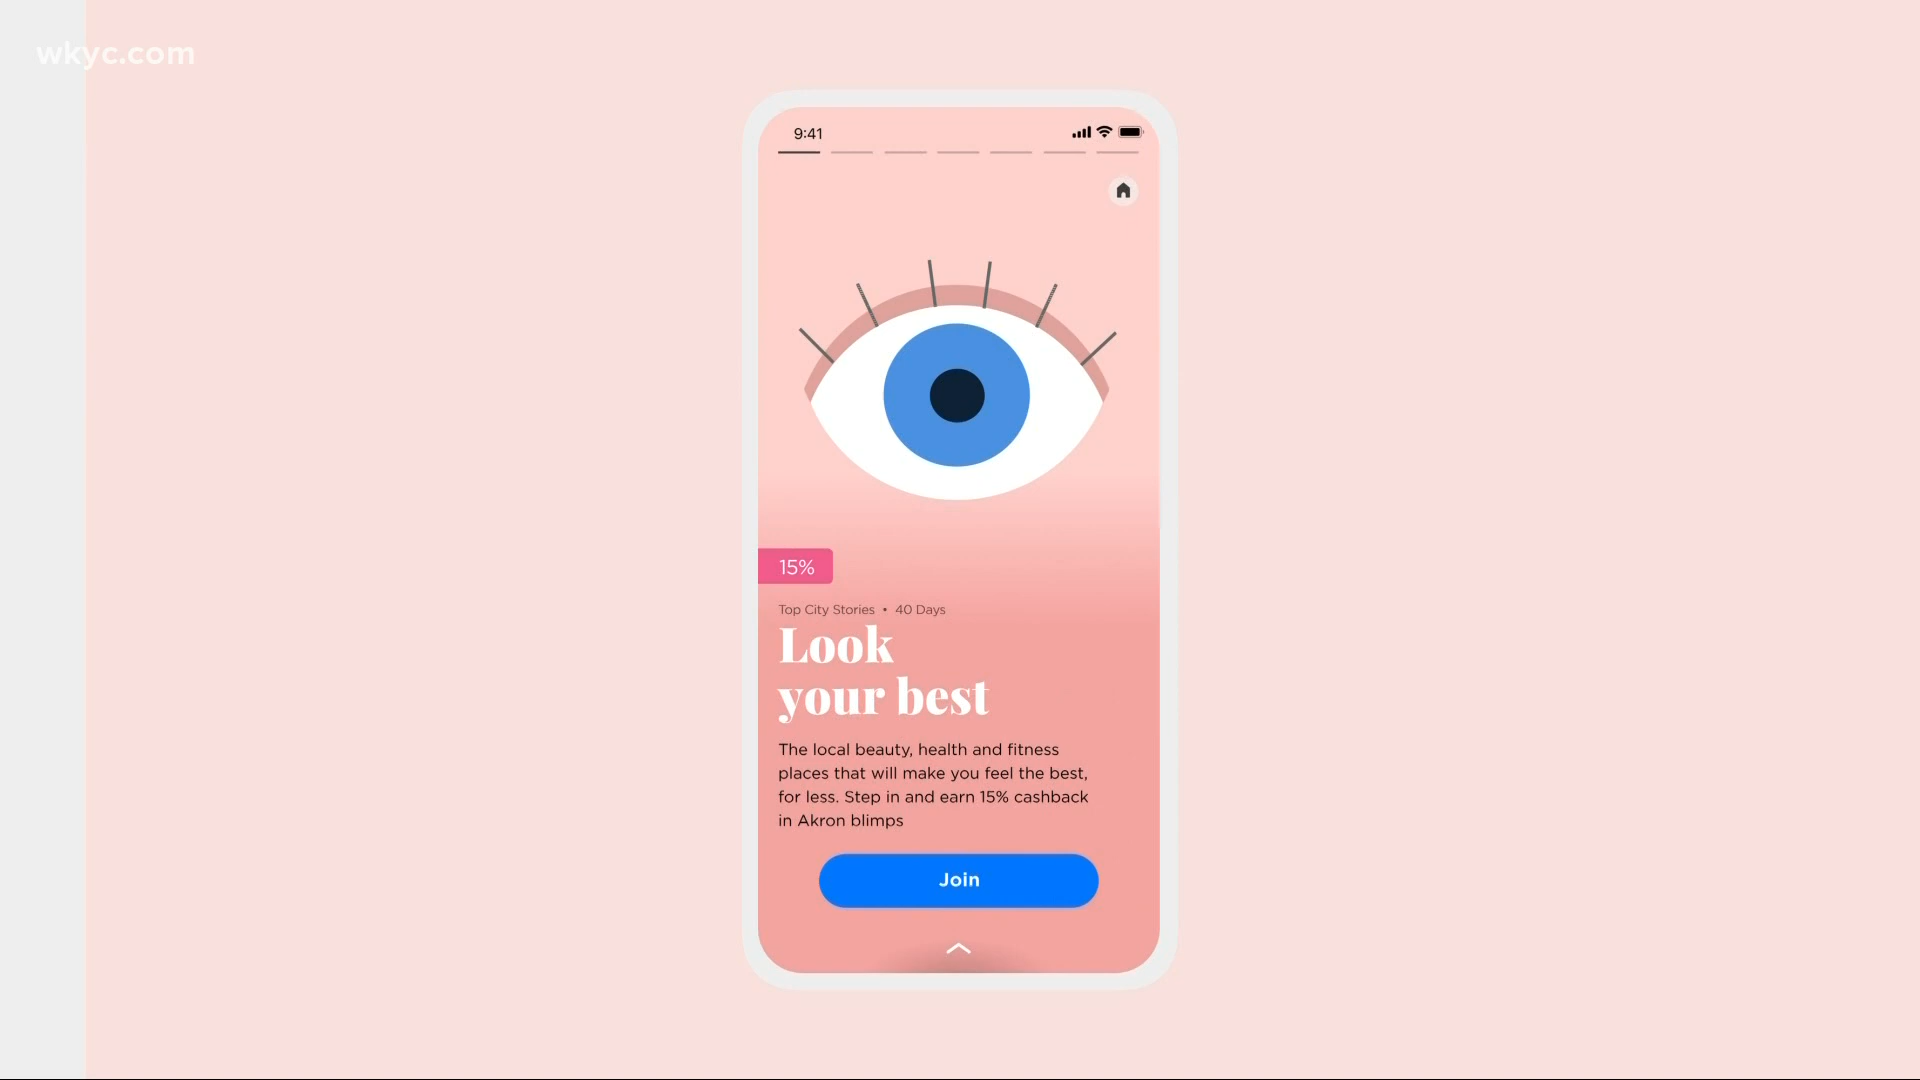 wkyc.com
9:41
15%
Top City Stories • 40 Days
Look
your best
The local beauty, health and fitness
places that will make you feel the best,
for less. Step in and earn 15% cashback
in Akron blimps
Join